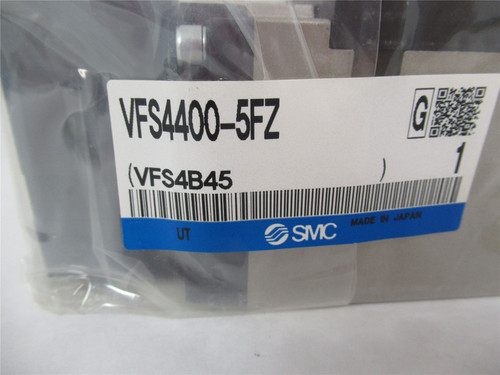 VFS4400-5FZ
G
(VFS4B45 )
1
UT SMC MADE IN JAPAN